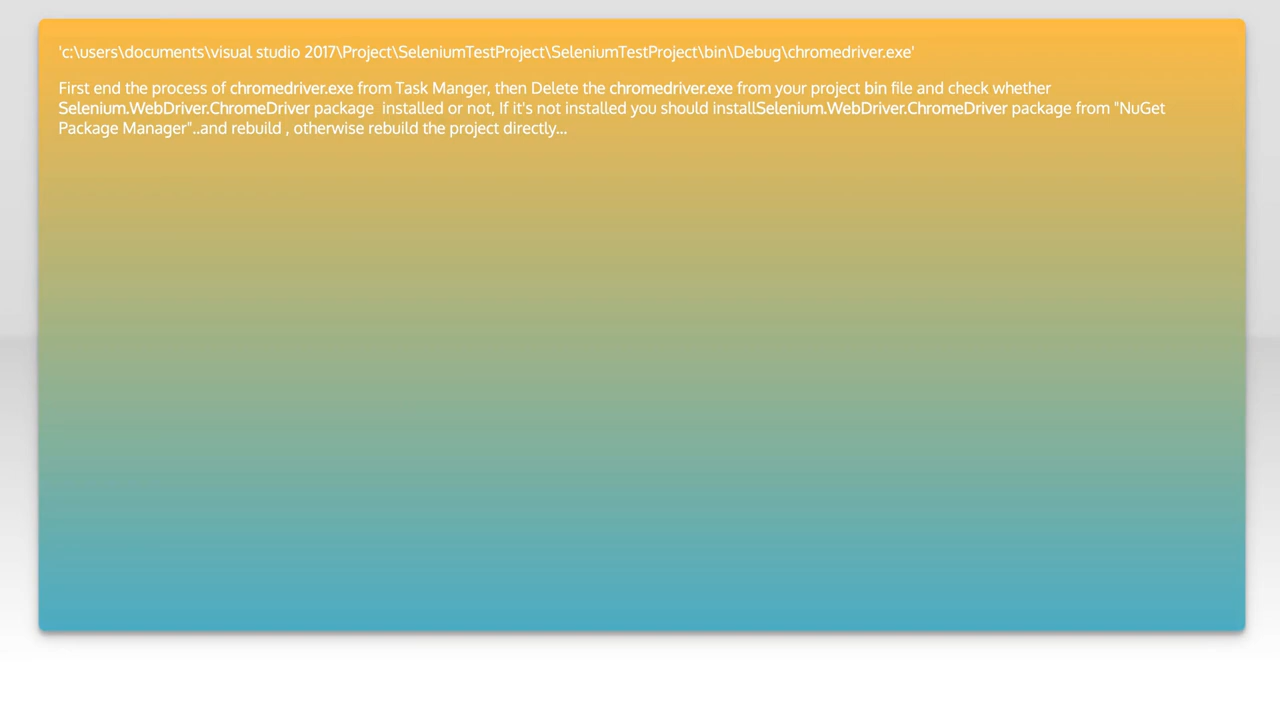 'c:\users\documents\visual studio 2017\Project\SeleniumTestProject\SeleniumTestProject\bin\Debug\chromedriver.exe'
First end the process of chromedriver.exe from Task Manger, then Delete the chromedriver.exe from your project bin file and check whether
Selenium.WebDriver.ChromeDriver package  installed or not, If it's not installed you should installSelenium.WebDriver.ChromeDriver package from "NuGet
Package Manager"..and rebuild , otherwise rebuild the project directly...